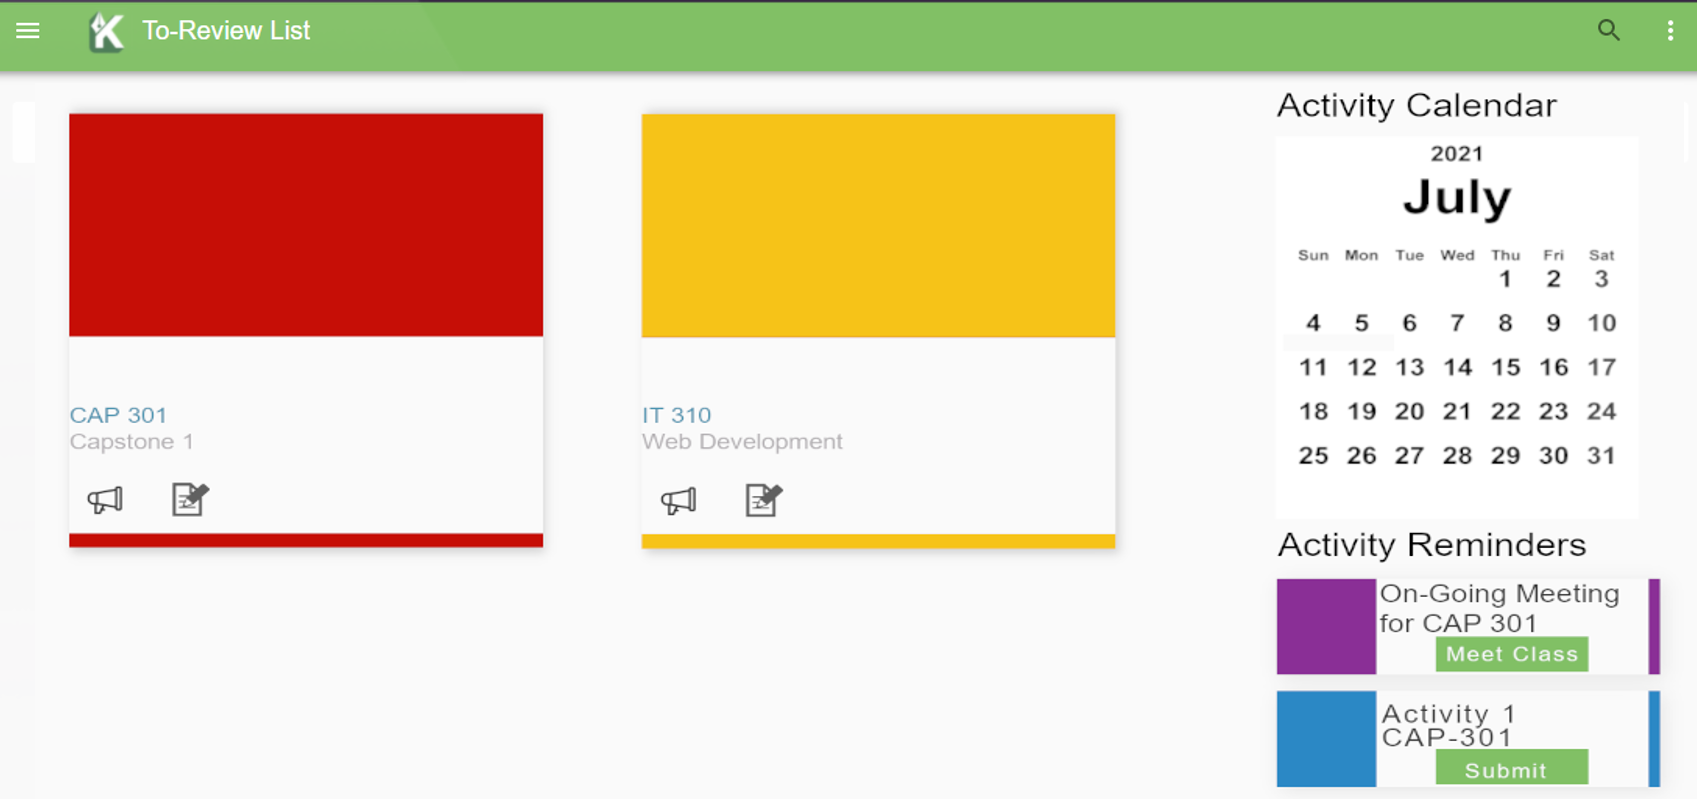 To-Review List
CAP 301
Capstone 1
IT 310
Web Development
Activity Calendar
2021
July
Sun Mon Tue Wed Thu Fri Sat
1 2 3
4 5 6 7 8 9 10
11 12 13 14 15 16 17
18 19 20 21 22 23 24
25 26 27 28 29 30 31
Activity Reminders
On-Going Meeting
for CAP 301
Meet Class
Activity 1
CAP-301
Submit